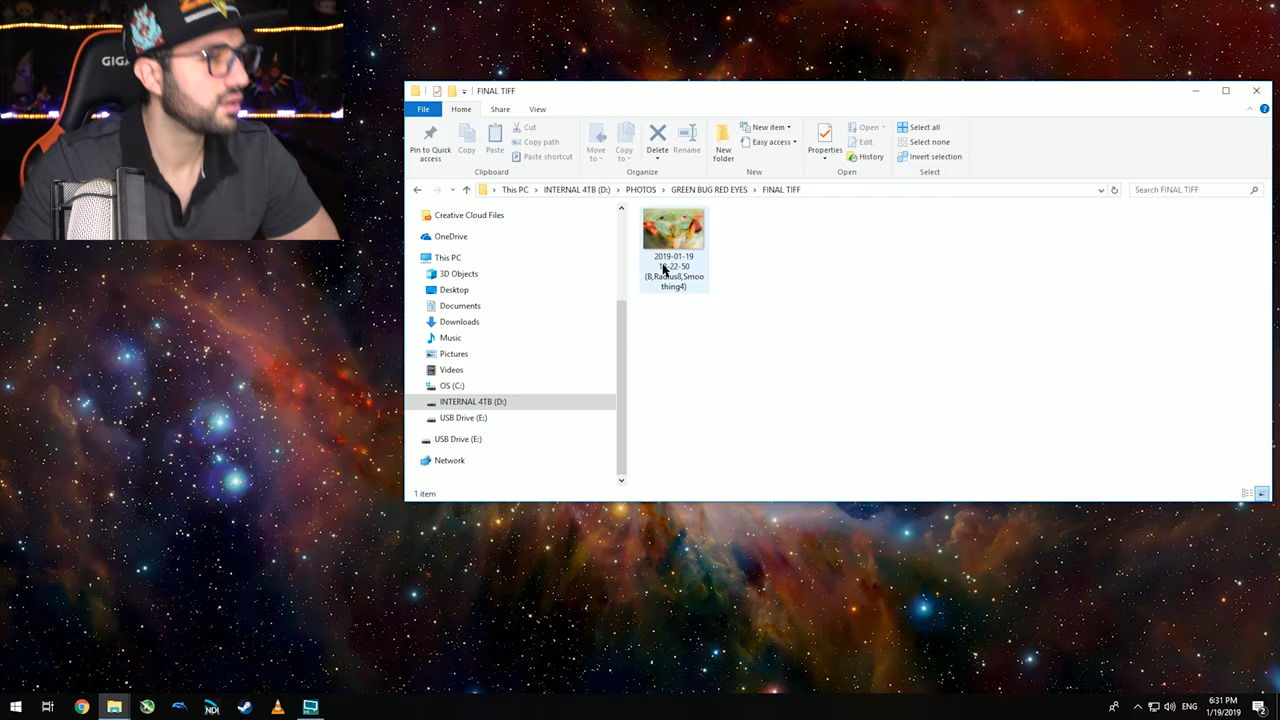 GIGA
FINAL TIFF
File
Home
Share
View
Pin to Quick
access
Copy
Paste
Cut
Copy path
Paste shortcut
Clipboard
Move
to
Copy
to
Delete
Rename
Organize
New
folder
New item
Easy access
New
Properties
Open
Edit
History
Open
Select all
Select none
Invert selection
Select
This PC > INTERNAL 4TB (D:) > PHOTOS > GREEN BUG RED EYES > FINAL TIFF
Search FINAL TIFF
Creative Cloud Files
OneDrive
This PC
3D Objects
Desktop
Documents
Downloads
Music
Pictures
Videos
OS (C:)
INTERNAL 4TB (D:)
USB Drive (E:)
USB Drive (E:)
Network
2019-01-19
-22-50
(B,Radius8,Smoo
thing4)
1 item
NDI
ENG
6:31 PM
1/19/2019
2